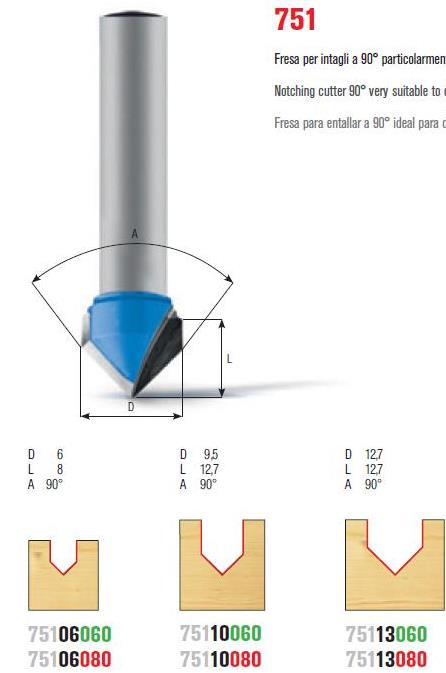 751
Fresa per intagli a 90° particolarmen
Notching cutter 90° very suitable to
Fresa para entallar a 90° ideal para
A
L
D
D 6
L 8
A 90°
D 9,5
L 12,7
A 90°
D 12,7
L 12,7
A 90°
75106060
75106080
75110060
75110080
75113060
75113080